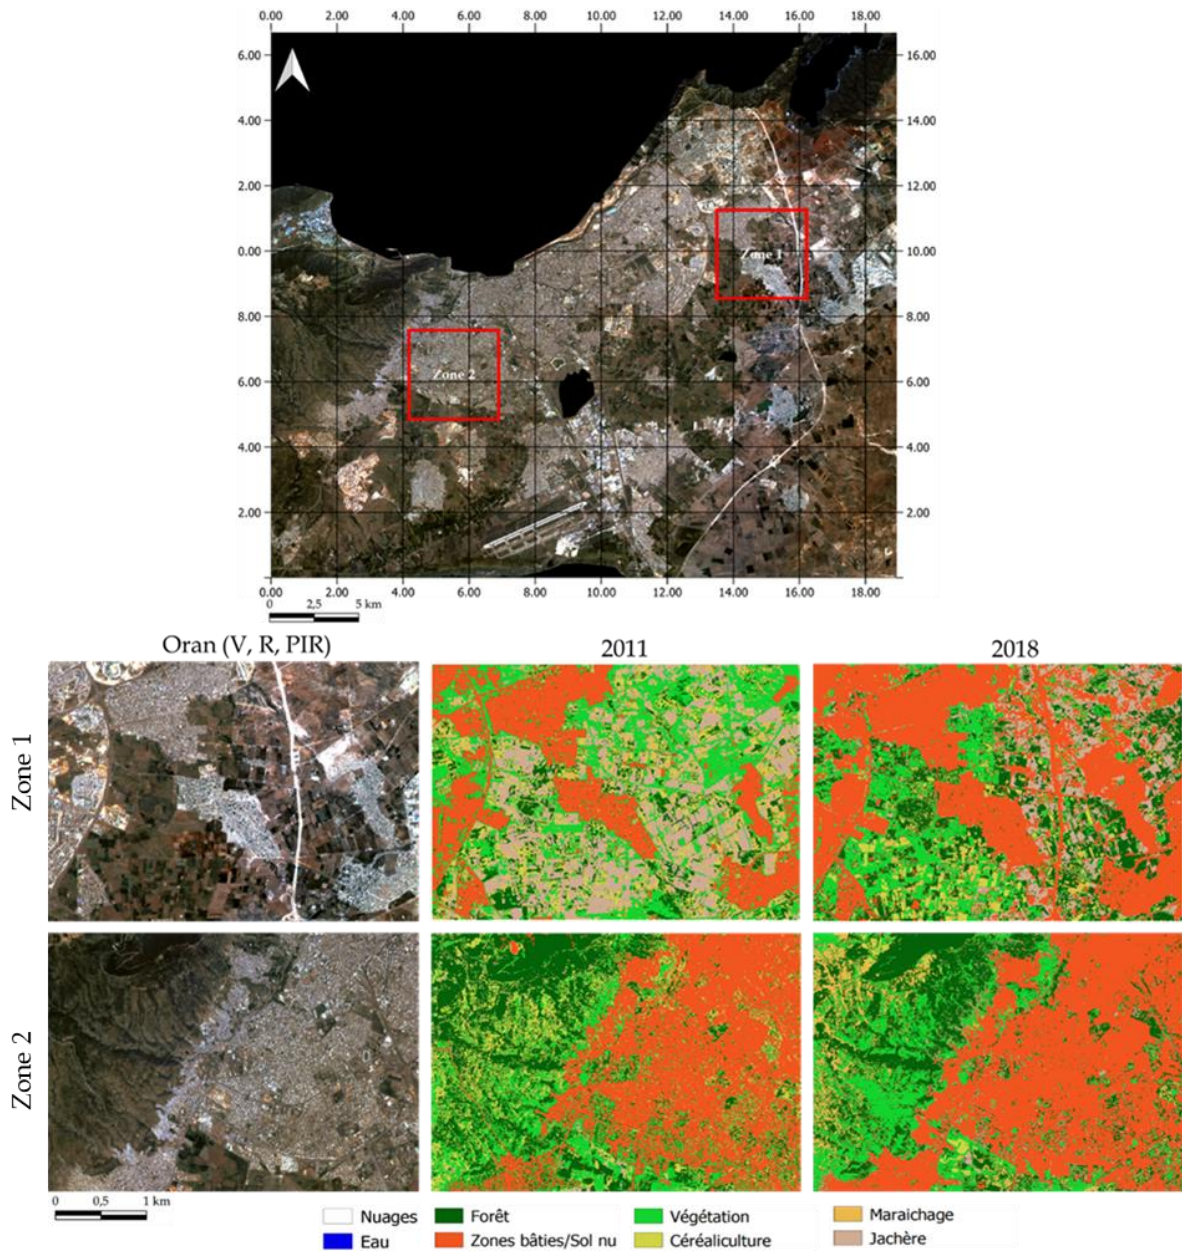 0.00 2.00 4.00 6.00 8.00 10.00 12.00 14.00 16.00 18.00
6.00 16.00
4.00 14.00
2.00 12.00
Zone 1
0.00 10.00
8.00 8.00
Zone 2
6.00 6.00
4.00 4.00
2.00 2.00
0.00 2.00 4.00 6.00 8.00 10.00 12.00 14.00 16.00 18.00
0 2,5 5 km
Oran (V, R, PIR) 2011 2018
Zone 1
Zone 2
0 0,5 1 km
Nuages Forêt Végétation Maraichage
Eau Zones bâties/Sol nu Céréaliculture Jachère